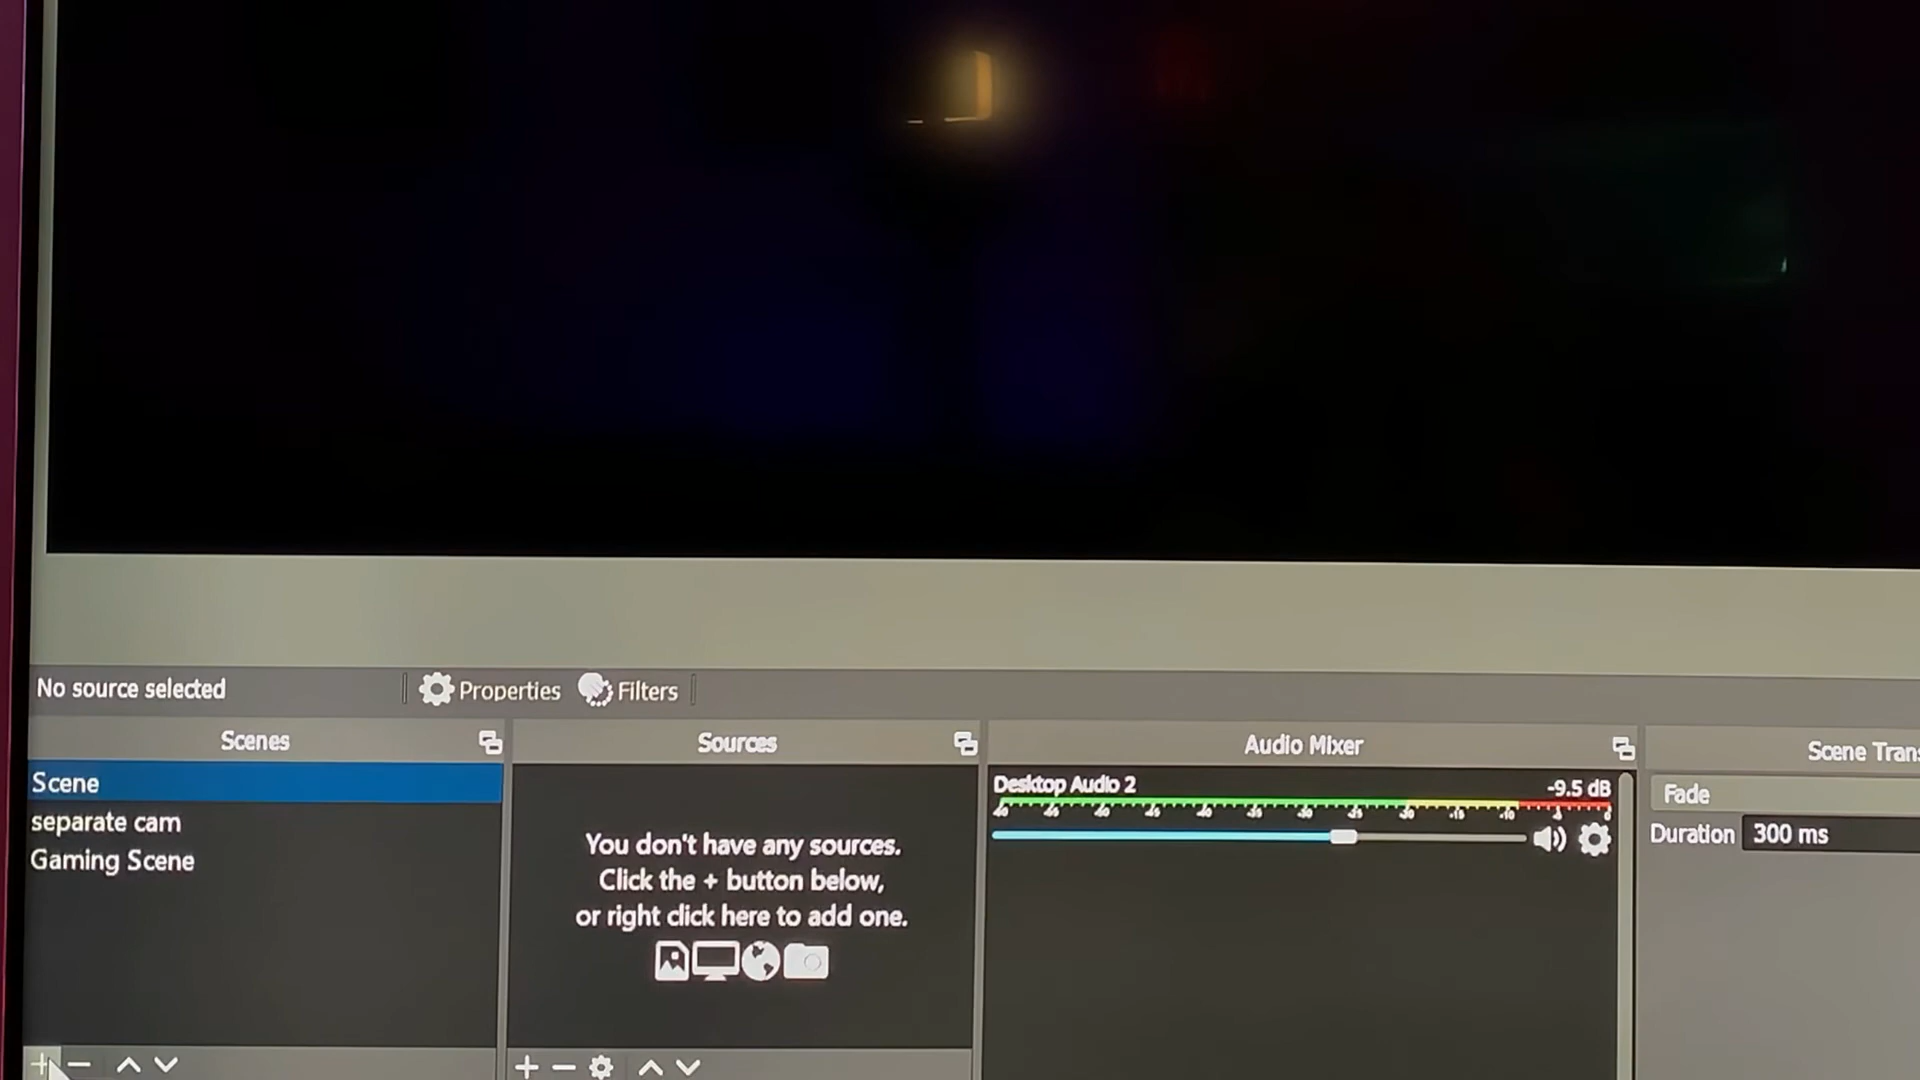 No source selected
Properties
Filters
Scenes
Sources
Audio Mixer
Scene Trans
Scene
separate cam
Gaming Scene
You don't have any sources.
Click the + button below,
or right click here to add one.
Desktop Audio 2
-9.5 dB
Fade
Duration 300 ms